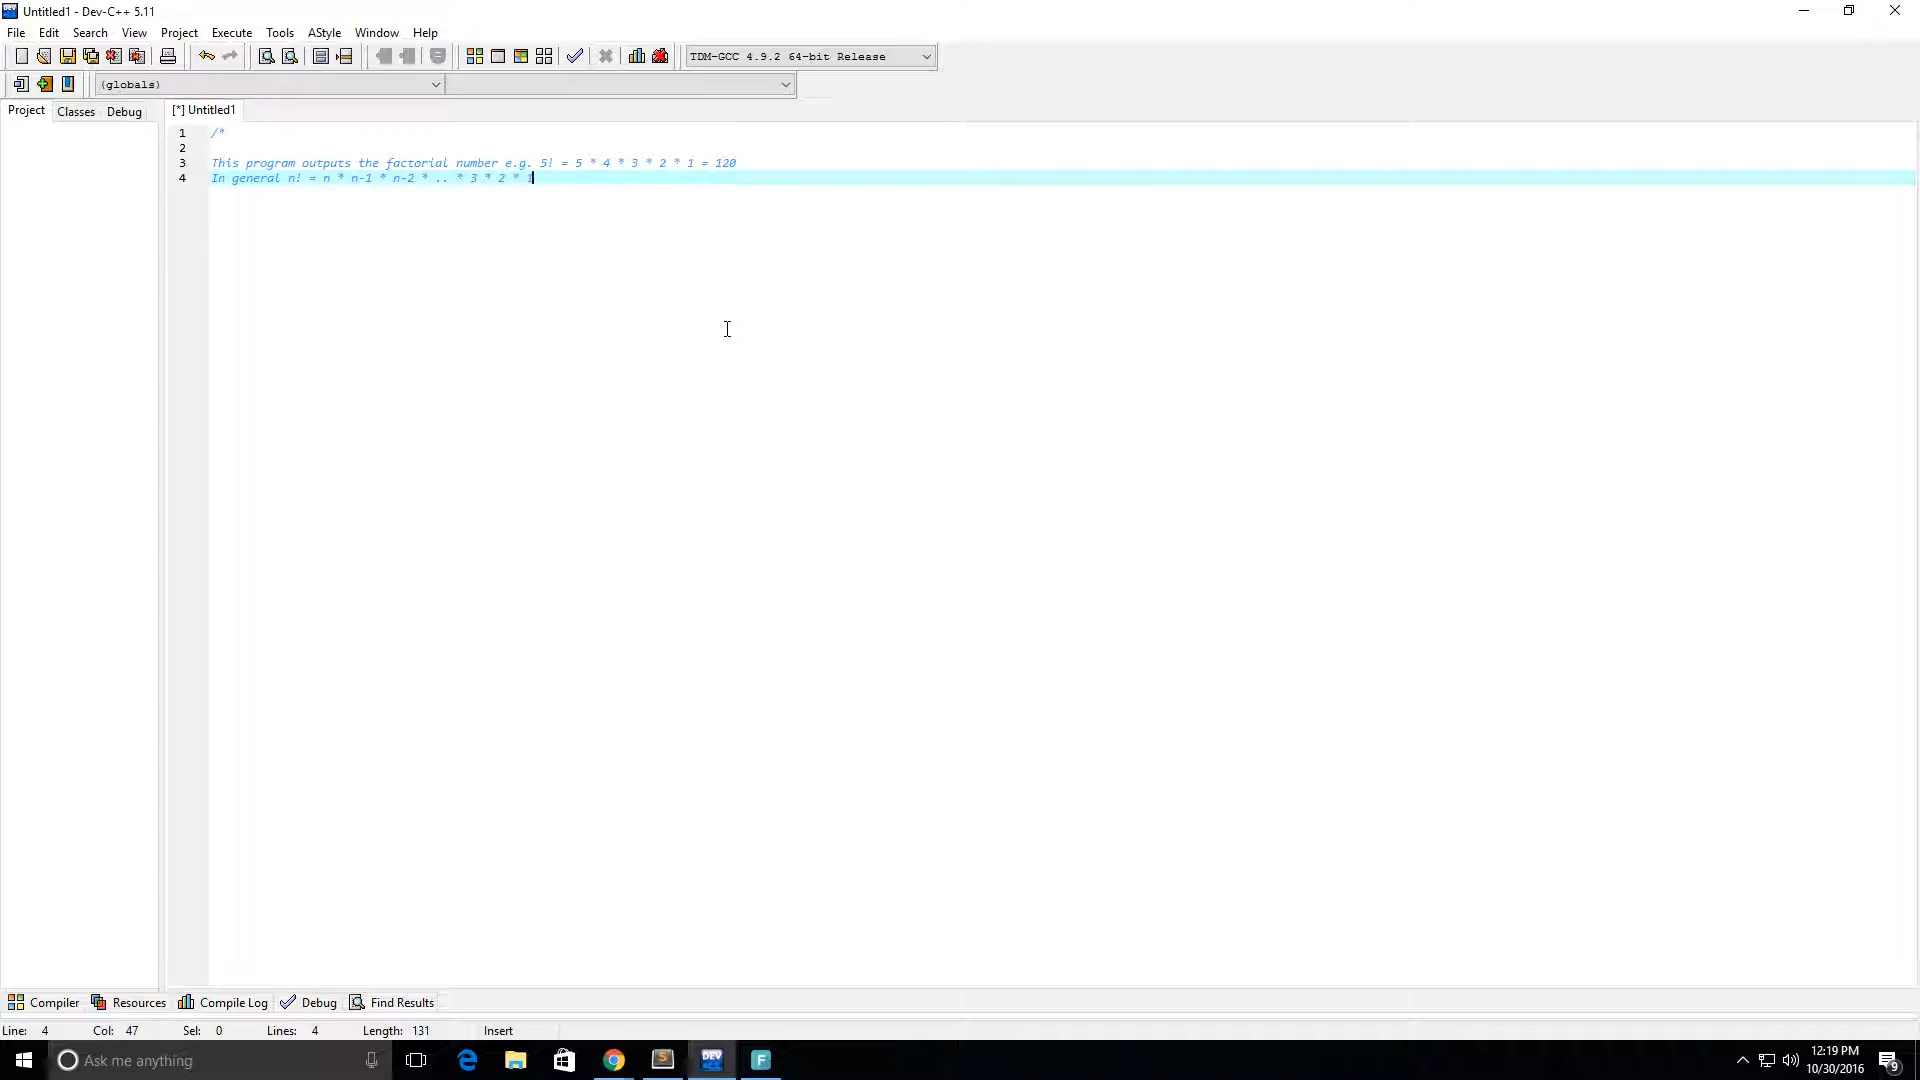 Untitled1 - Dev-C++ 5.11
File Edit Search View Project Execute Tools AStyle Window Help
TDM-GCC 4.9.2 64-bit Release
(globals)
Project Classes Debug [*] Untitled1
1 /*
2
3 This program outputs the factorial number e.g. 5! = 5 * 4 * 3 * 2 * 1 = 120
4 In general n! = n * n-1 * n-2 * .. * 3 * 2 * 1
Compiler Resources Compile Log Debug Find Results
Line: 4 Col: 47 Sel: 0 Lines: 4 Length: 131 Insert
Ask me anything
S DEV F
12:19 PM
10/30/2016
9